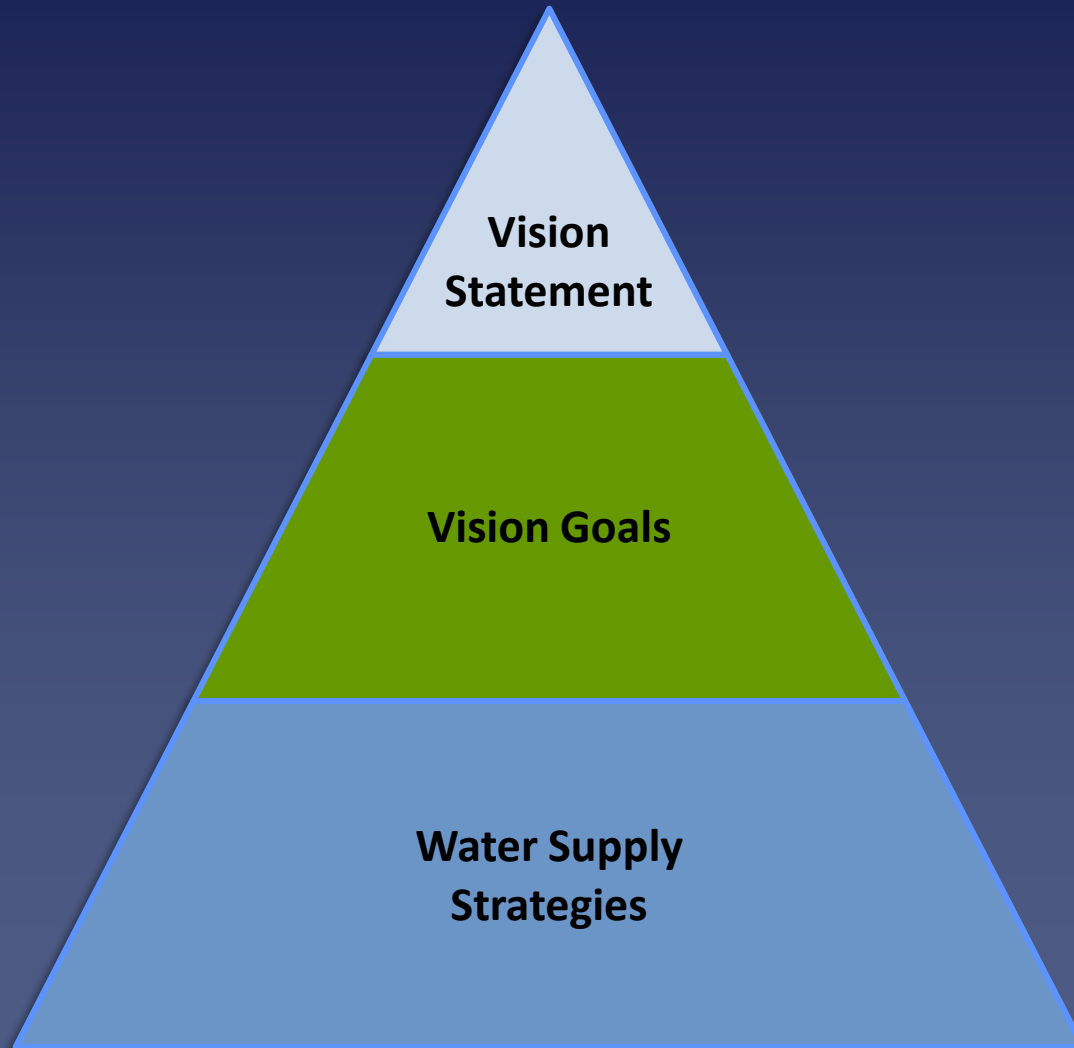 Vision
Statement
Vision Goals
Water Supply
Strategies